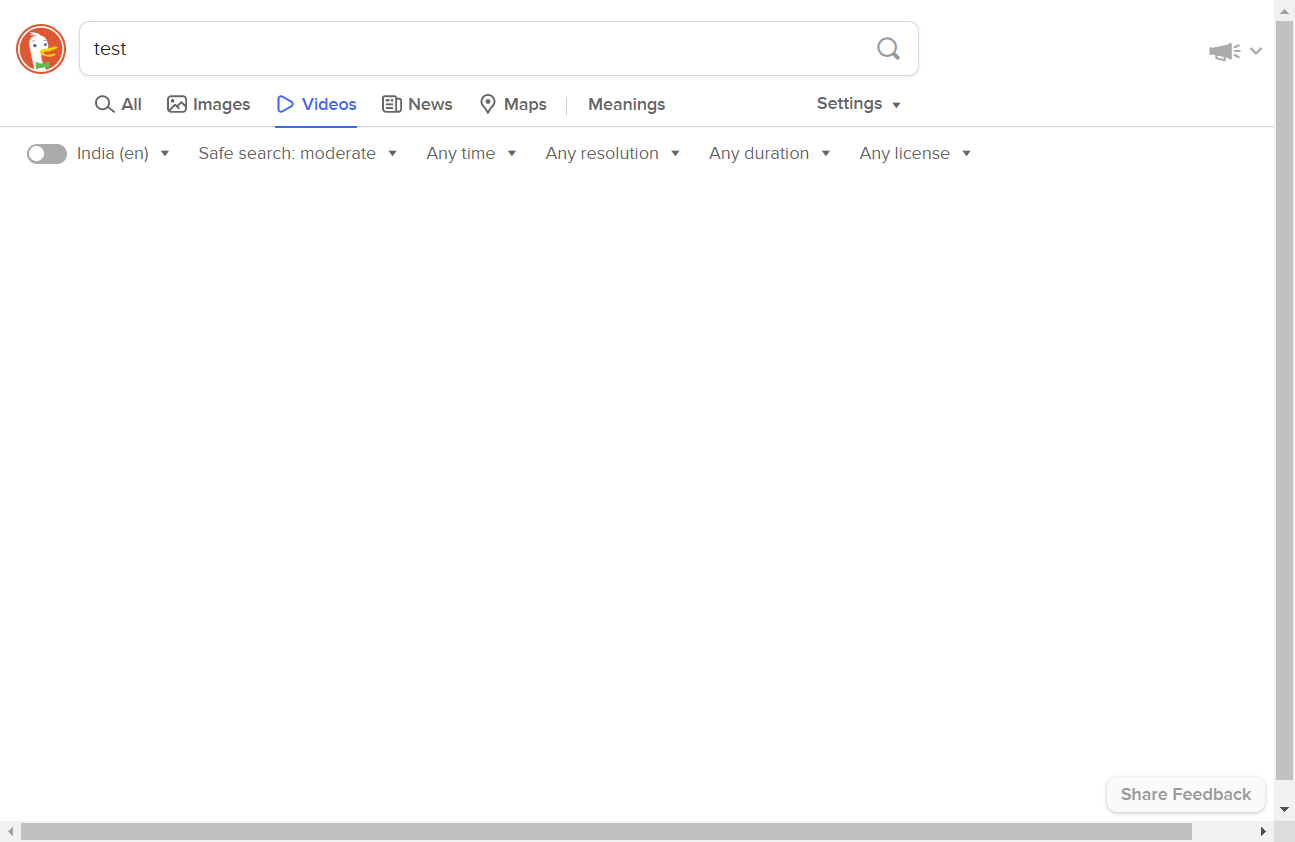 test
All Images Videos News Maps Meanings Settings
India (en) Safe search: moderate Any time Any resolution Any duration Any license
Share Feedback